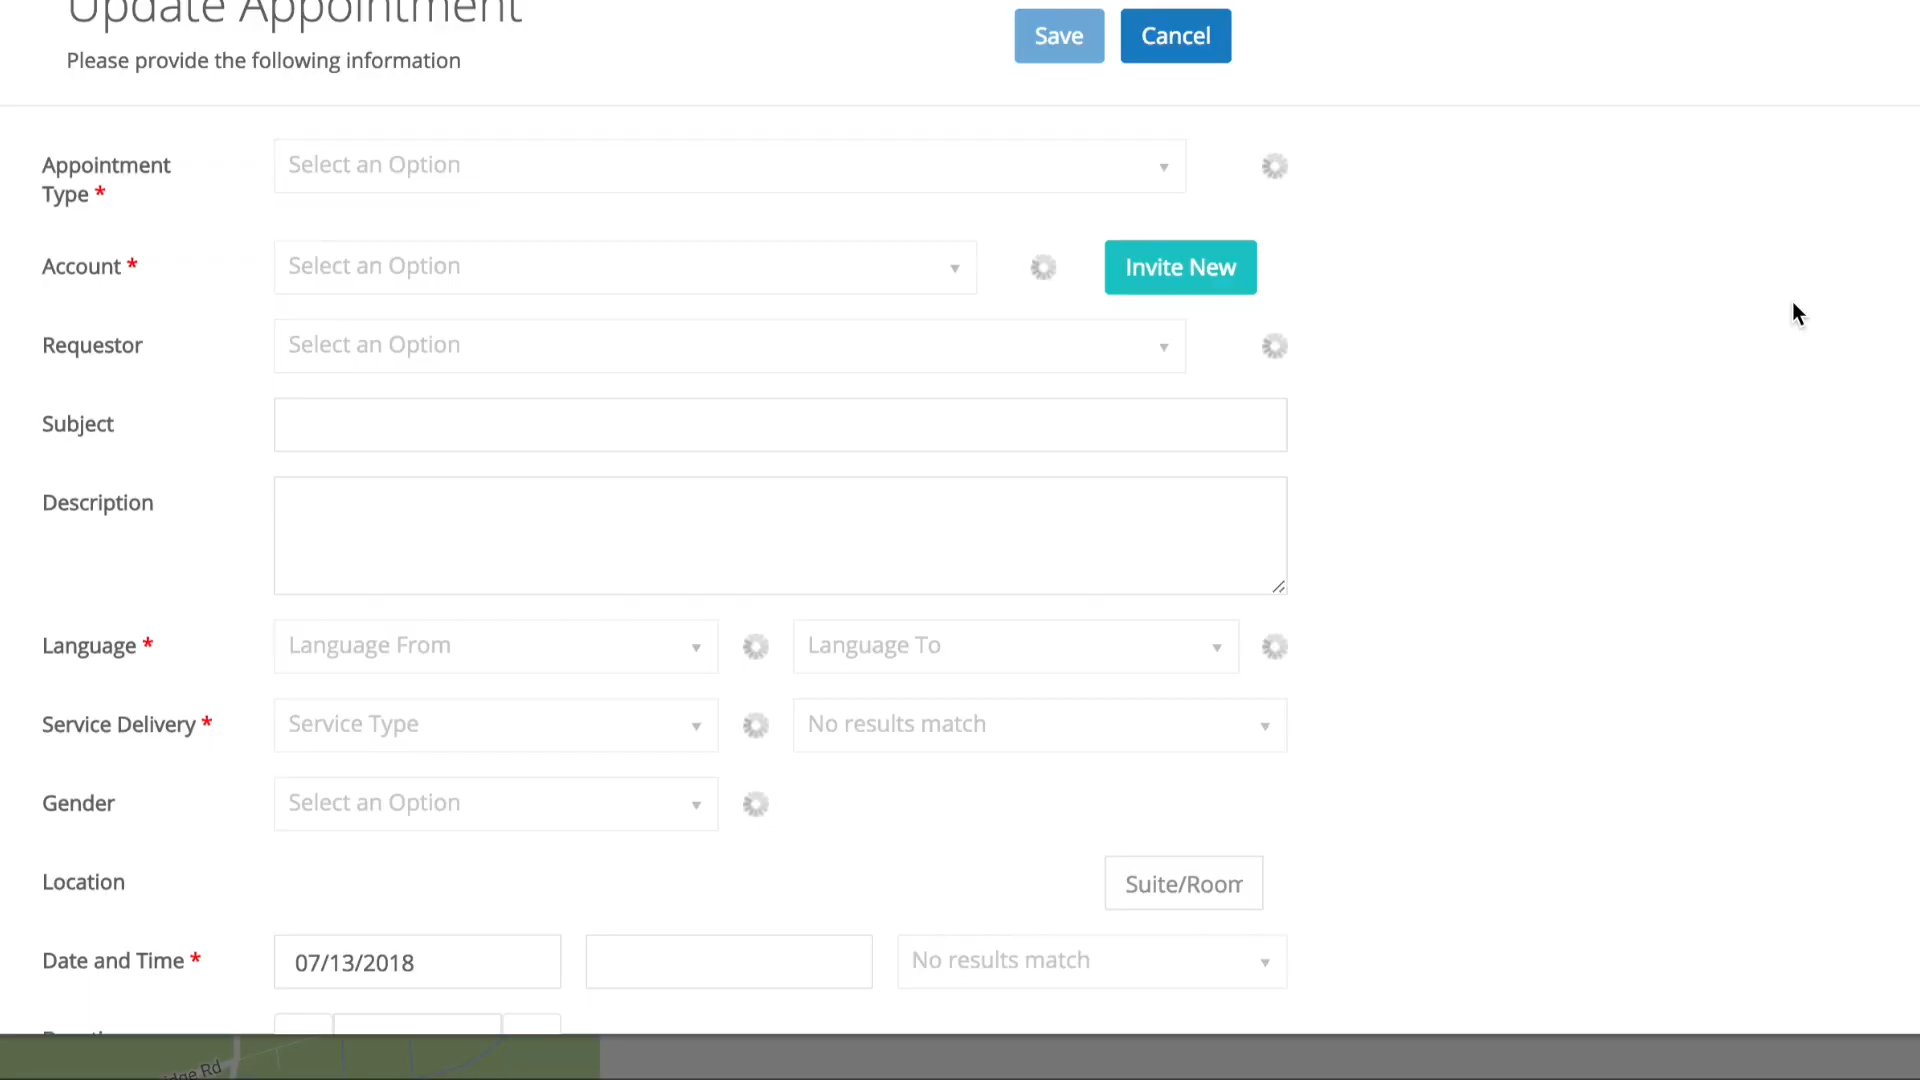 Update Appointment
Save
Cancel
Please provide the following information
Appointment
Type *
Select an Option
Account *
Select an Option
Invite New
Requestor
Select an Option
Subject
Description
Language *
Language From
Language To
Service Delivery *
Service Type
No results match
Gender
Select an Option
Location
Suite/Room
Date and Time *
07/13/2018
No results match
Rd